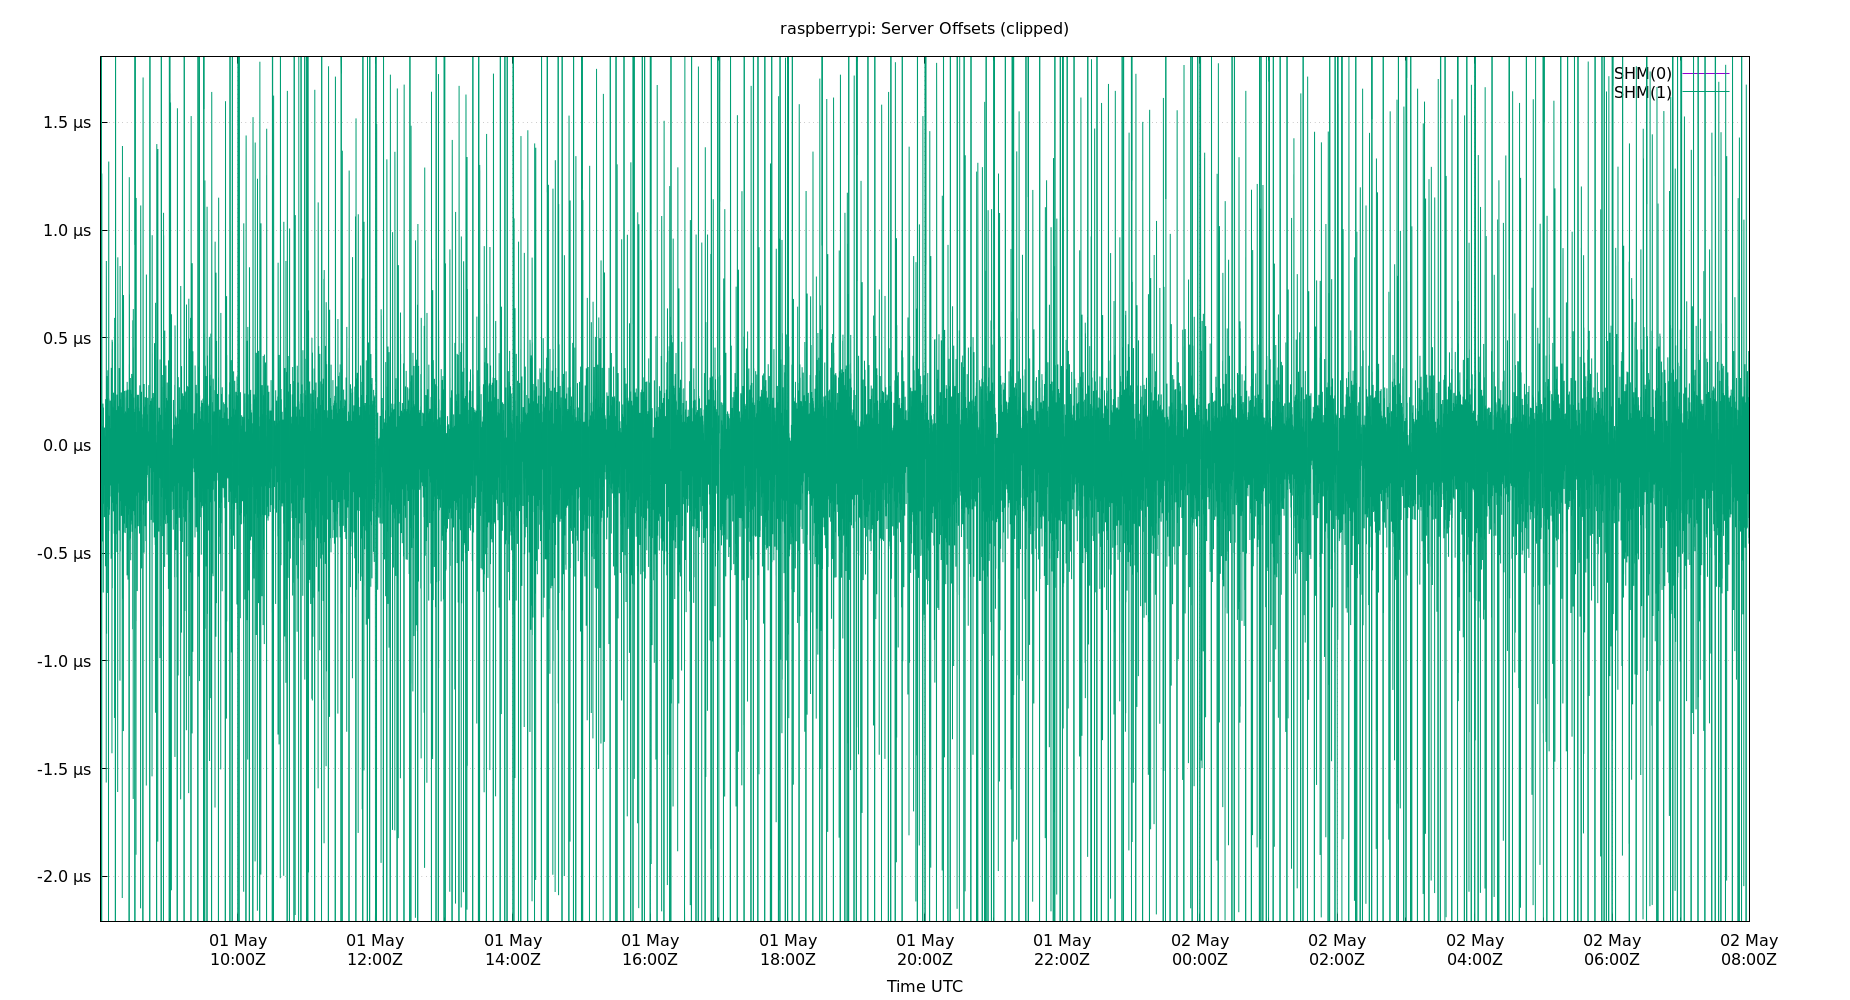 raspberrypi: Server Offsets (clipped)
SHM(0)
SHM(1)
1.5 µs
1.0 µs
0.5 µs
0.0 µs
-0.5 µs
-1.0 µs
-1.5 µs
-2.0 µs
01 May 01 May 01 May 01 May 01 May 01 May 01 May 02 May 02 May 02 May 02 May 02 May
10:00Z 12:00Z 14:00Z 16:00Z 18:00Z 20:00Z 22:00Z 00:00Z 02:00Z 04:00Z 06:00Z 08:00Z
Time UTC